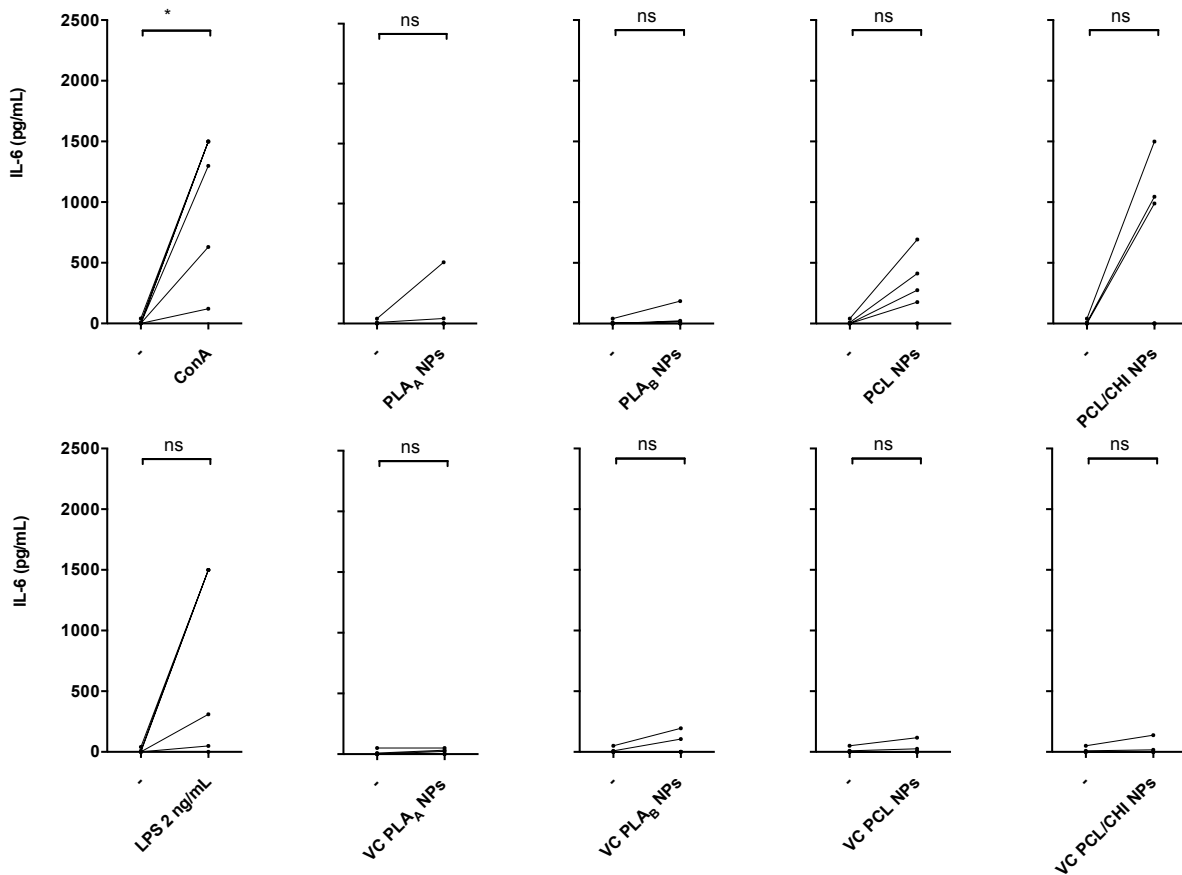 * ns ns ns ns
IL-6 (pg/mL)
2500
2000
1500
1000
500
0
- ConA
- PLAA NPs
- PLAB NPs
- PCL NPs
- PCL/CHI NPs
ns ns ns ns ns
IL-6 (pg/mL)
2500
2000
1500
1000
500
0
- LPS 2 ng/mL
- VC PLAA NPs
- VC PLAB NPs
- VC PCL NPs
- VC PCL/CHI NPs